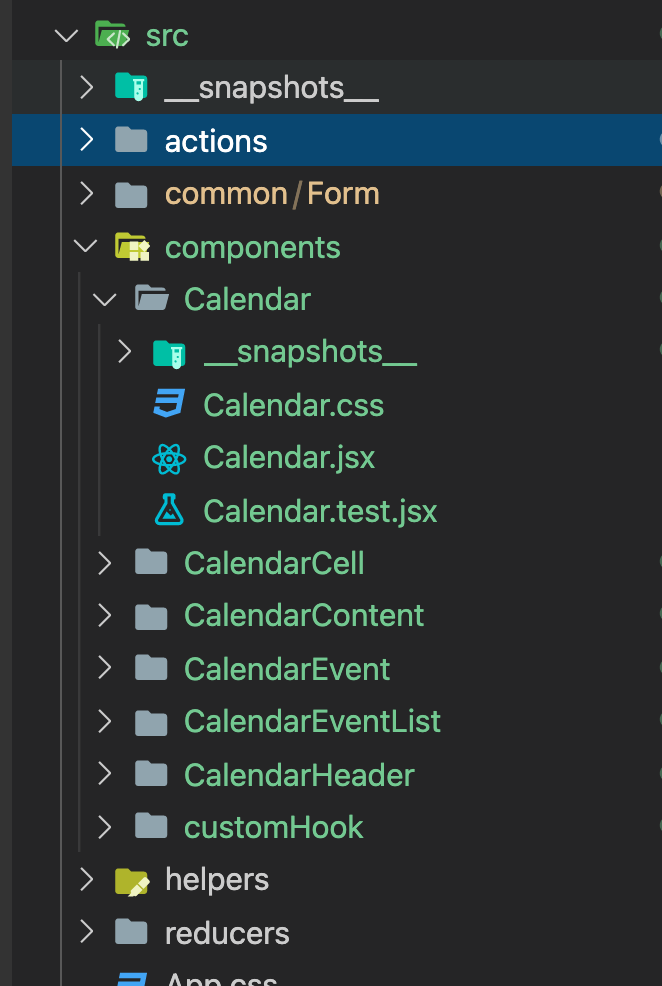 src
__snapshots__
actions
common/Form
components
Calendar
__snapshots__
Calendar.css
Calendar.jsx
Calendar.test.jsx
CalendarCell
CalendarContent
CalendarEvent
CalendarEventList
CalendarHeader
customHook
helpers
reducers
App.css